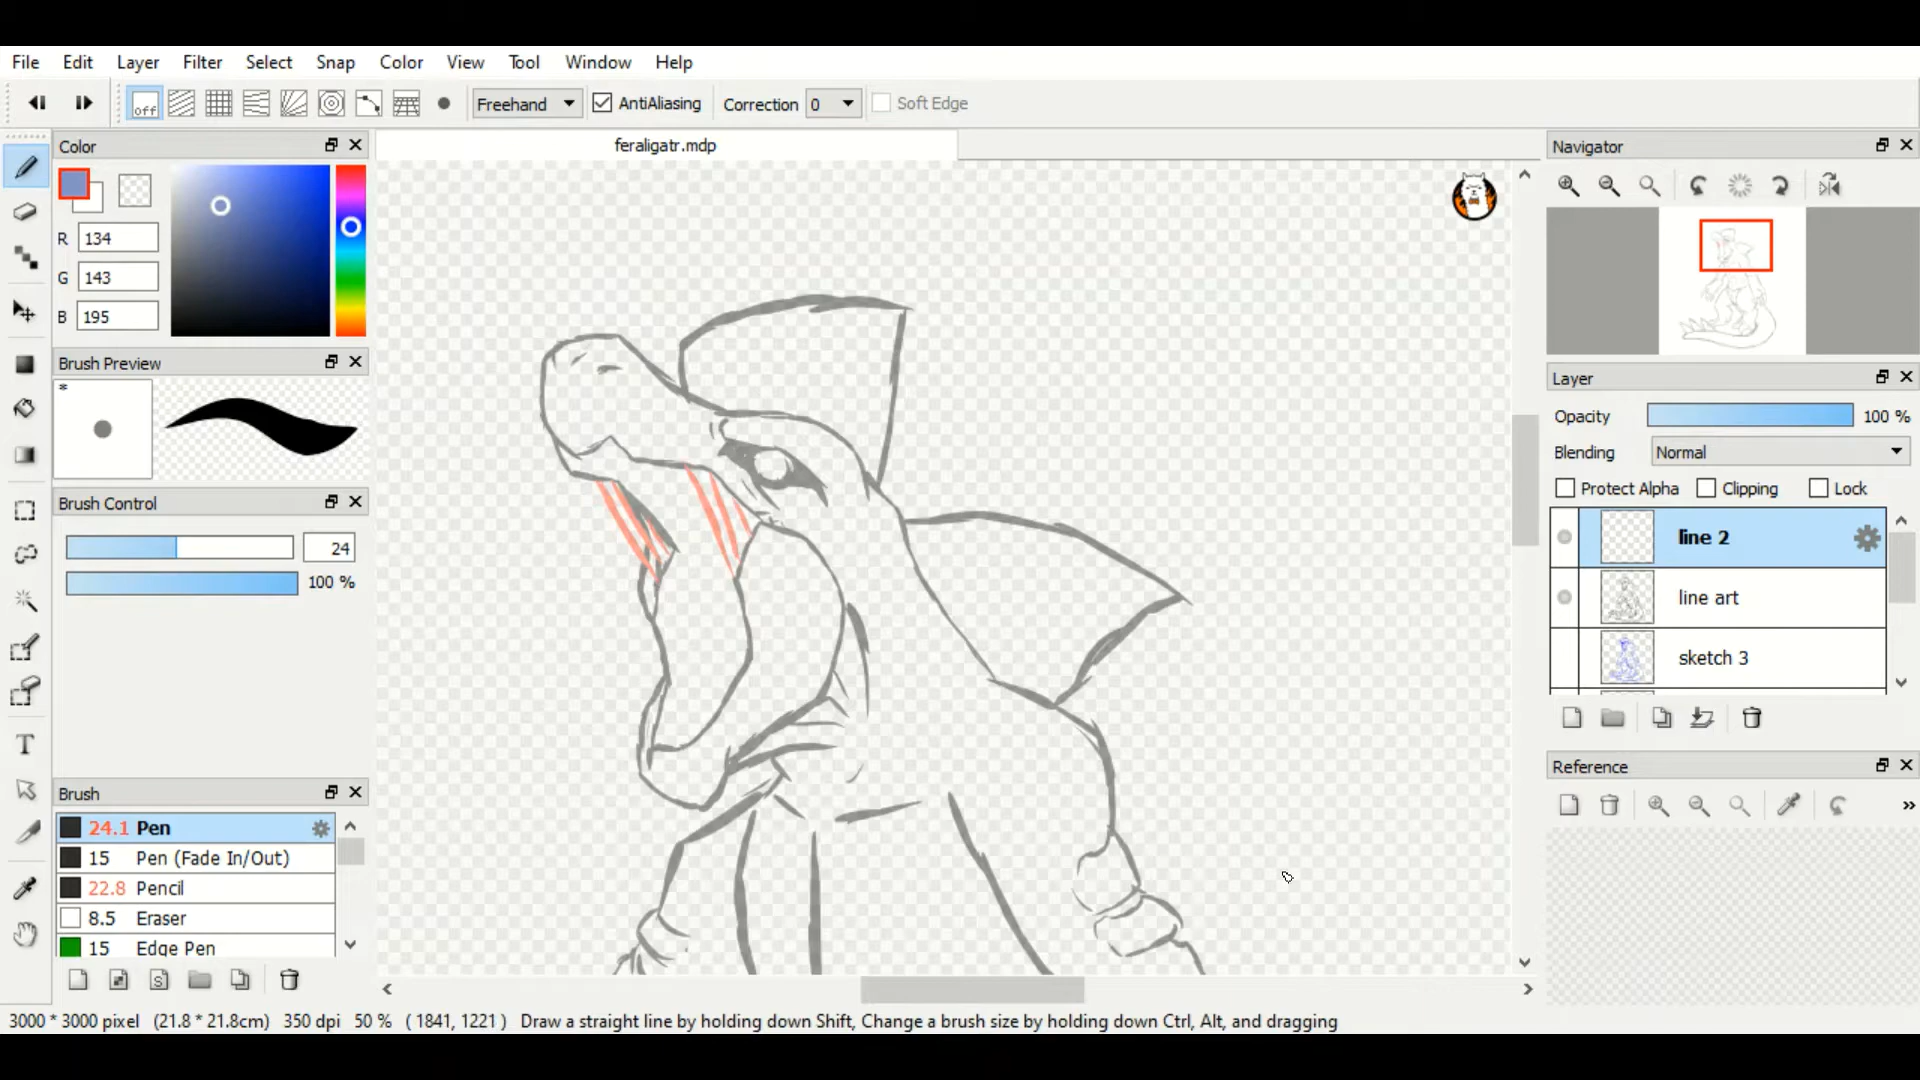 File Edit Layer Filter Select Snap Color View Tool Window Help
off Freehand AntiAliasing Correction 0 Soft Edge
Color
R 134
G 143
B 195
Brush Preview
*
Brush Control
24
100 %
Brush
24.1 Pen
15 Pen (Fade In/Out)
22.8 Pencil
8.5 Eraser
15 Edge Pen
feraligatr.mdp
Navigator
Layer
Opacity 100 %
Blending Normal
Protect Alpha Clipping Lock
line 2
line art
sketch 3
Reference
»
3000 * 3000 pixel (21.8 * 21.8cm) 350 dpi 50 % ( 1841, 1221 ) Draw a straight line by holding down Shift, Change a brush size by holding down Ctrl, Alt, and dragging